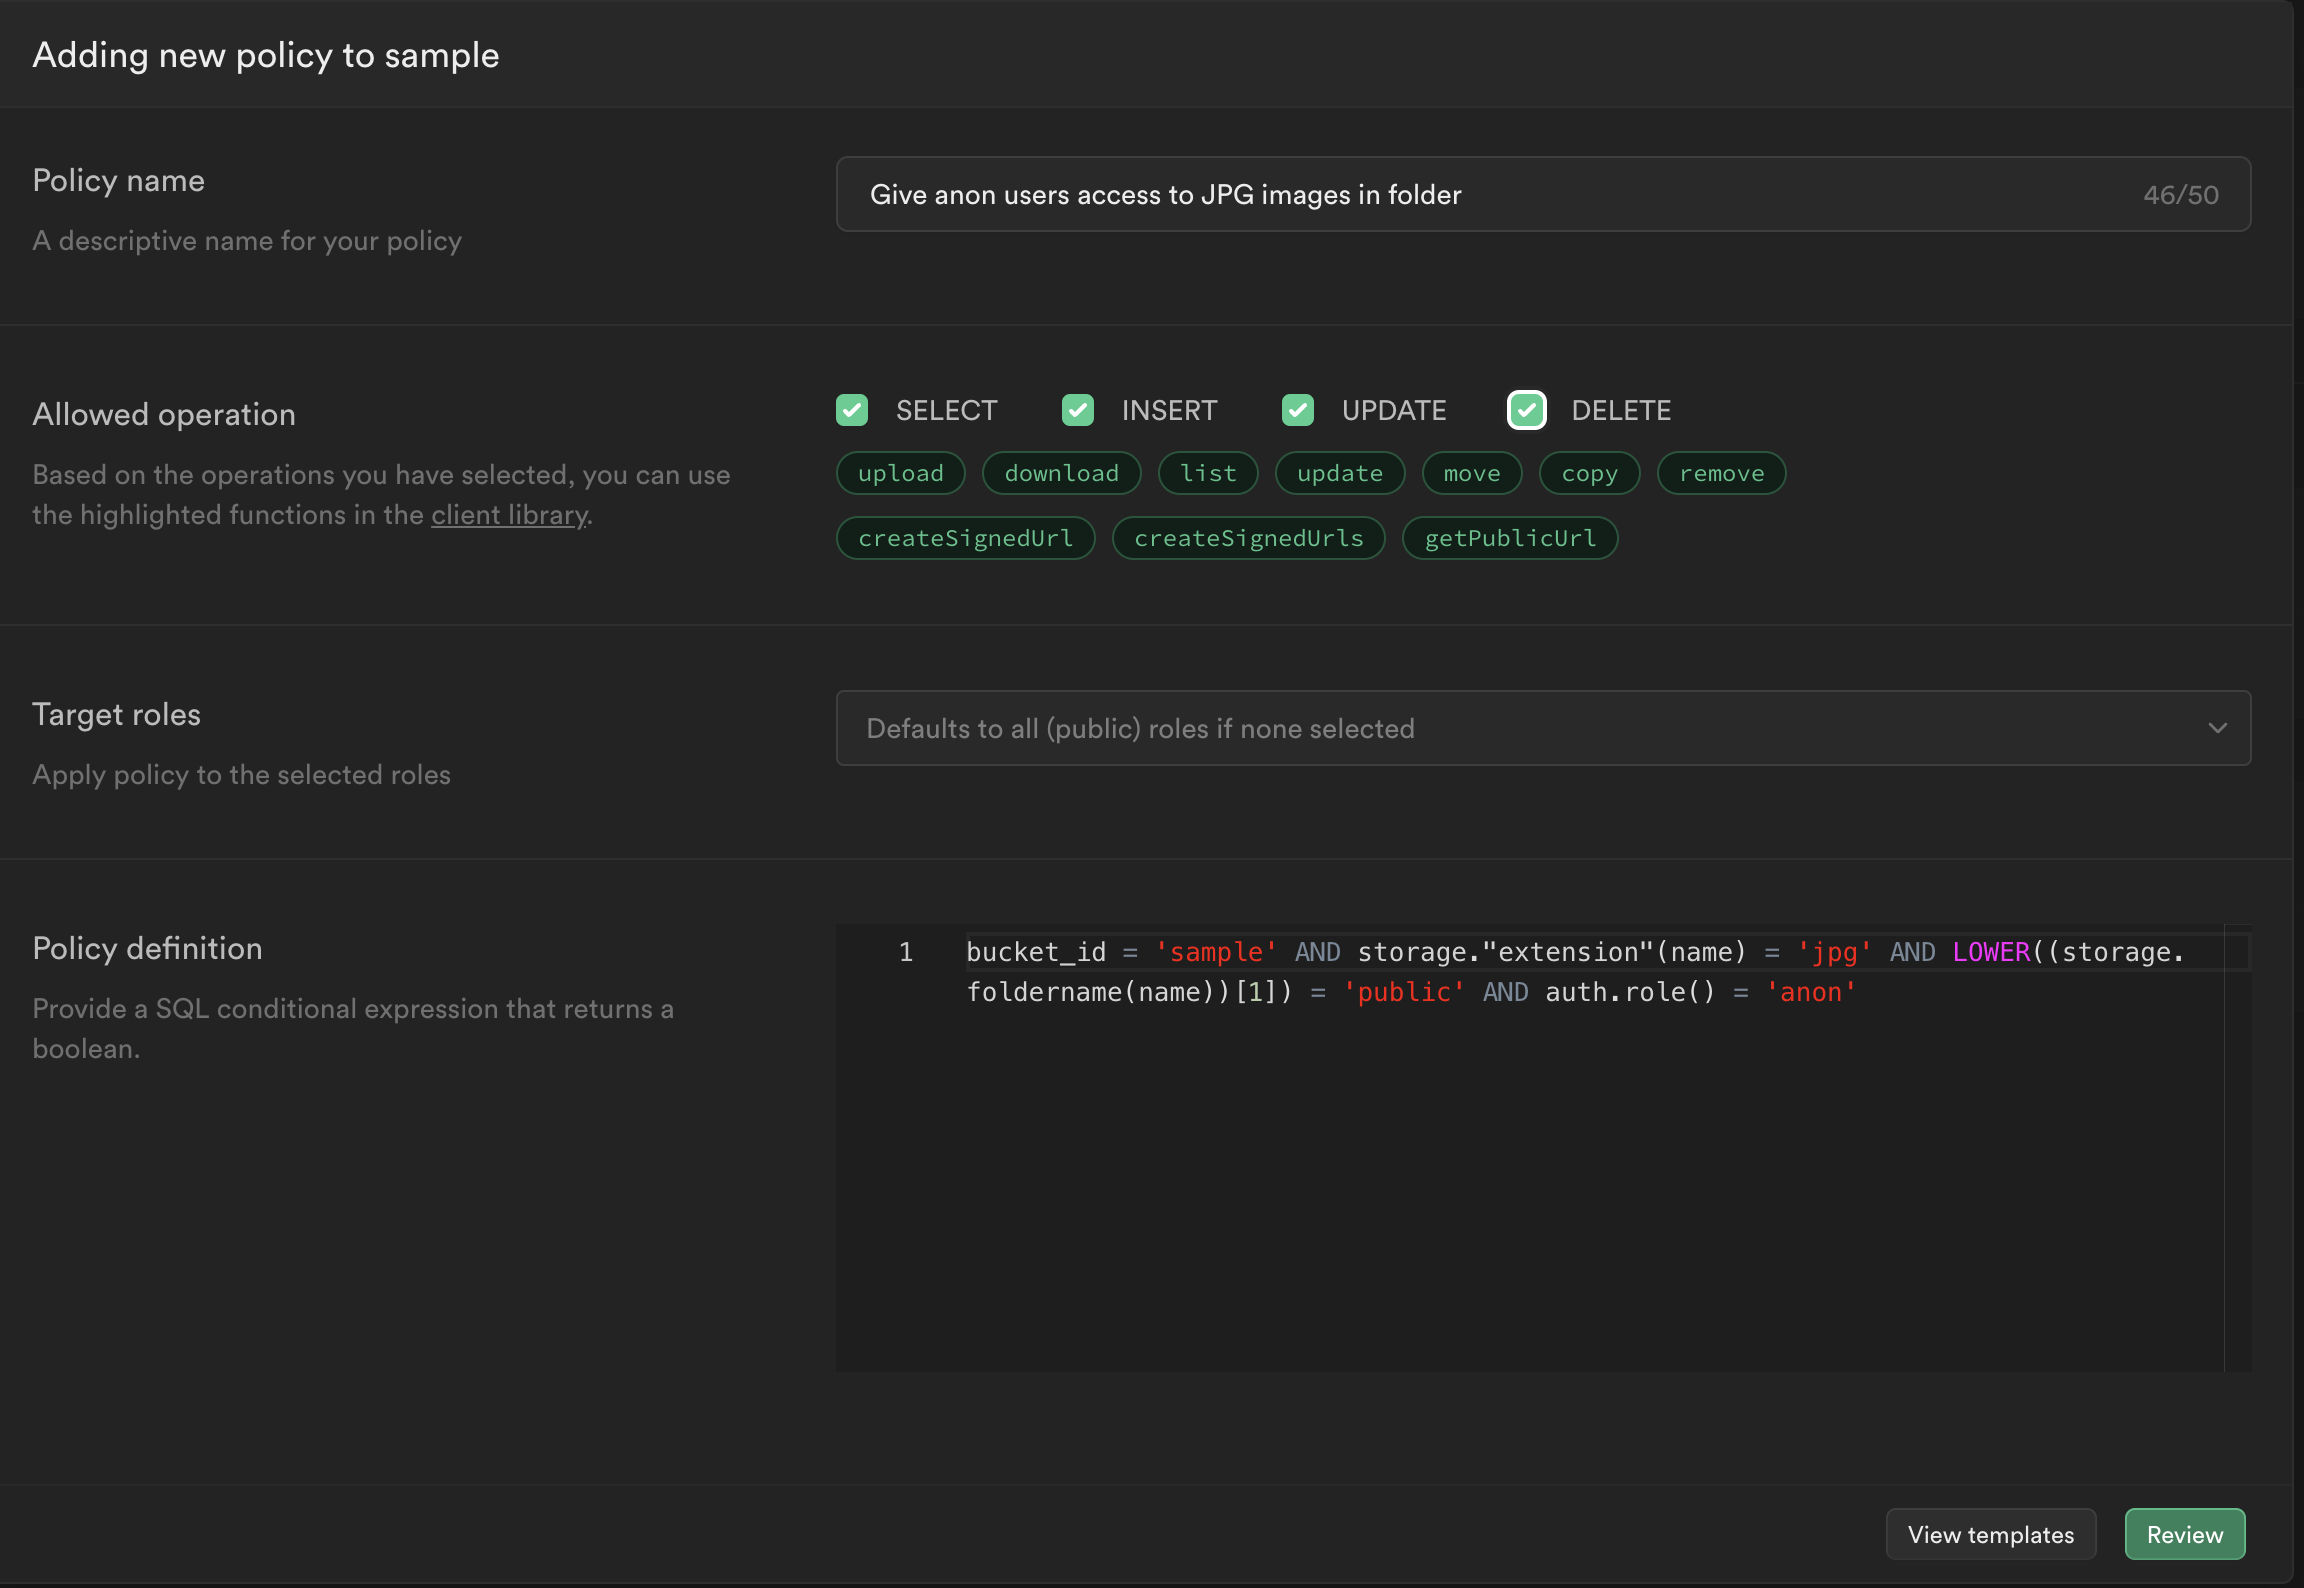 Adding new policy to sample
Policy name
A descriptive name for your policy
Give anon users access to JPG images in folder
46/50
Allowed operation
Based on the operations you have selected, you can use
the highlighted functions in the client library.
SELECT INSERT UPDATE DELETE
upload download list update move copy remove
createSignedUrl createSignedUrls getPublicUrl
Target roles
Apply policy to the selected roles
Defaults to all (public) roles if none selected
Policy definition
Provide a SQL conditional expression that returns a
boolean.
1 bucket_id = 'sample' AND storage."extension"(name) = 'jpg' AND LOWER((storage.
foldername(name))[1]) = 'public' AND auth.role() = 'anon'
View templates Review